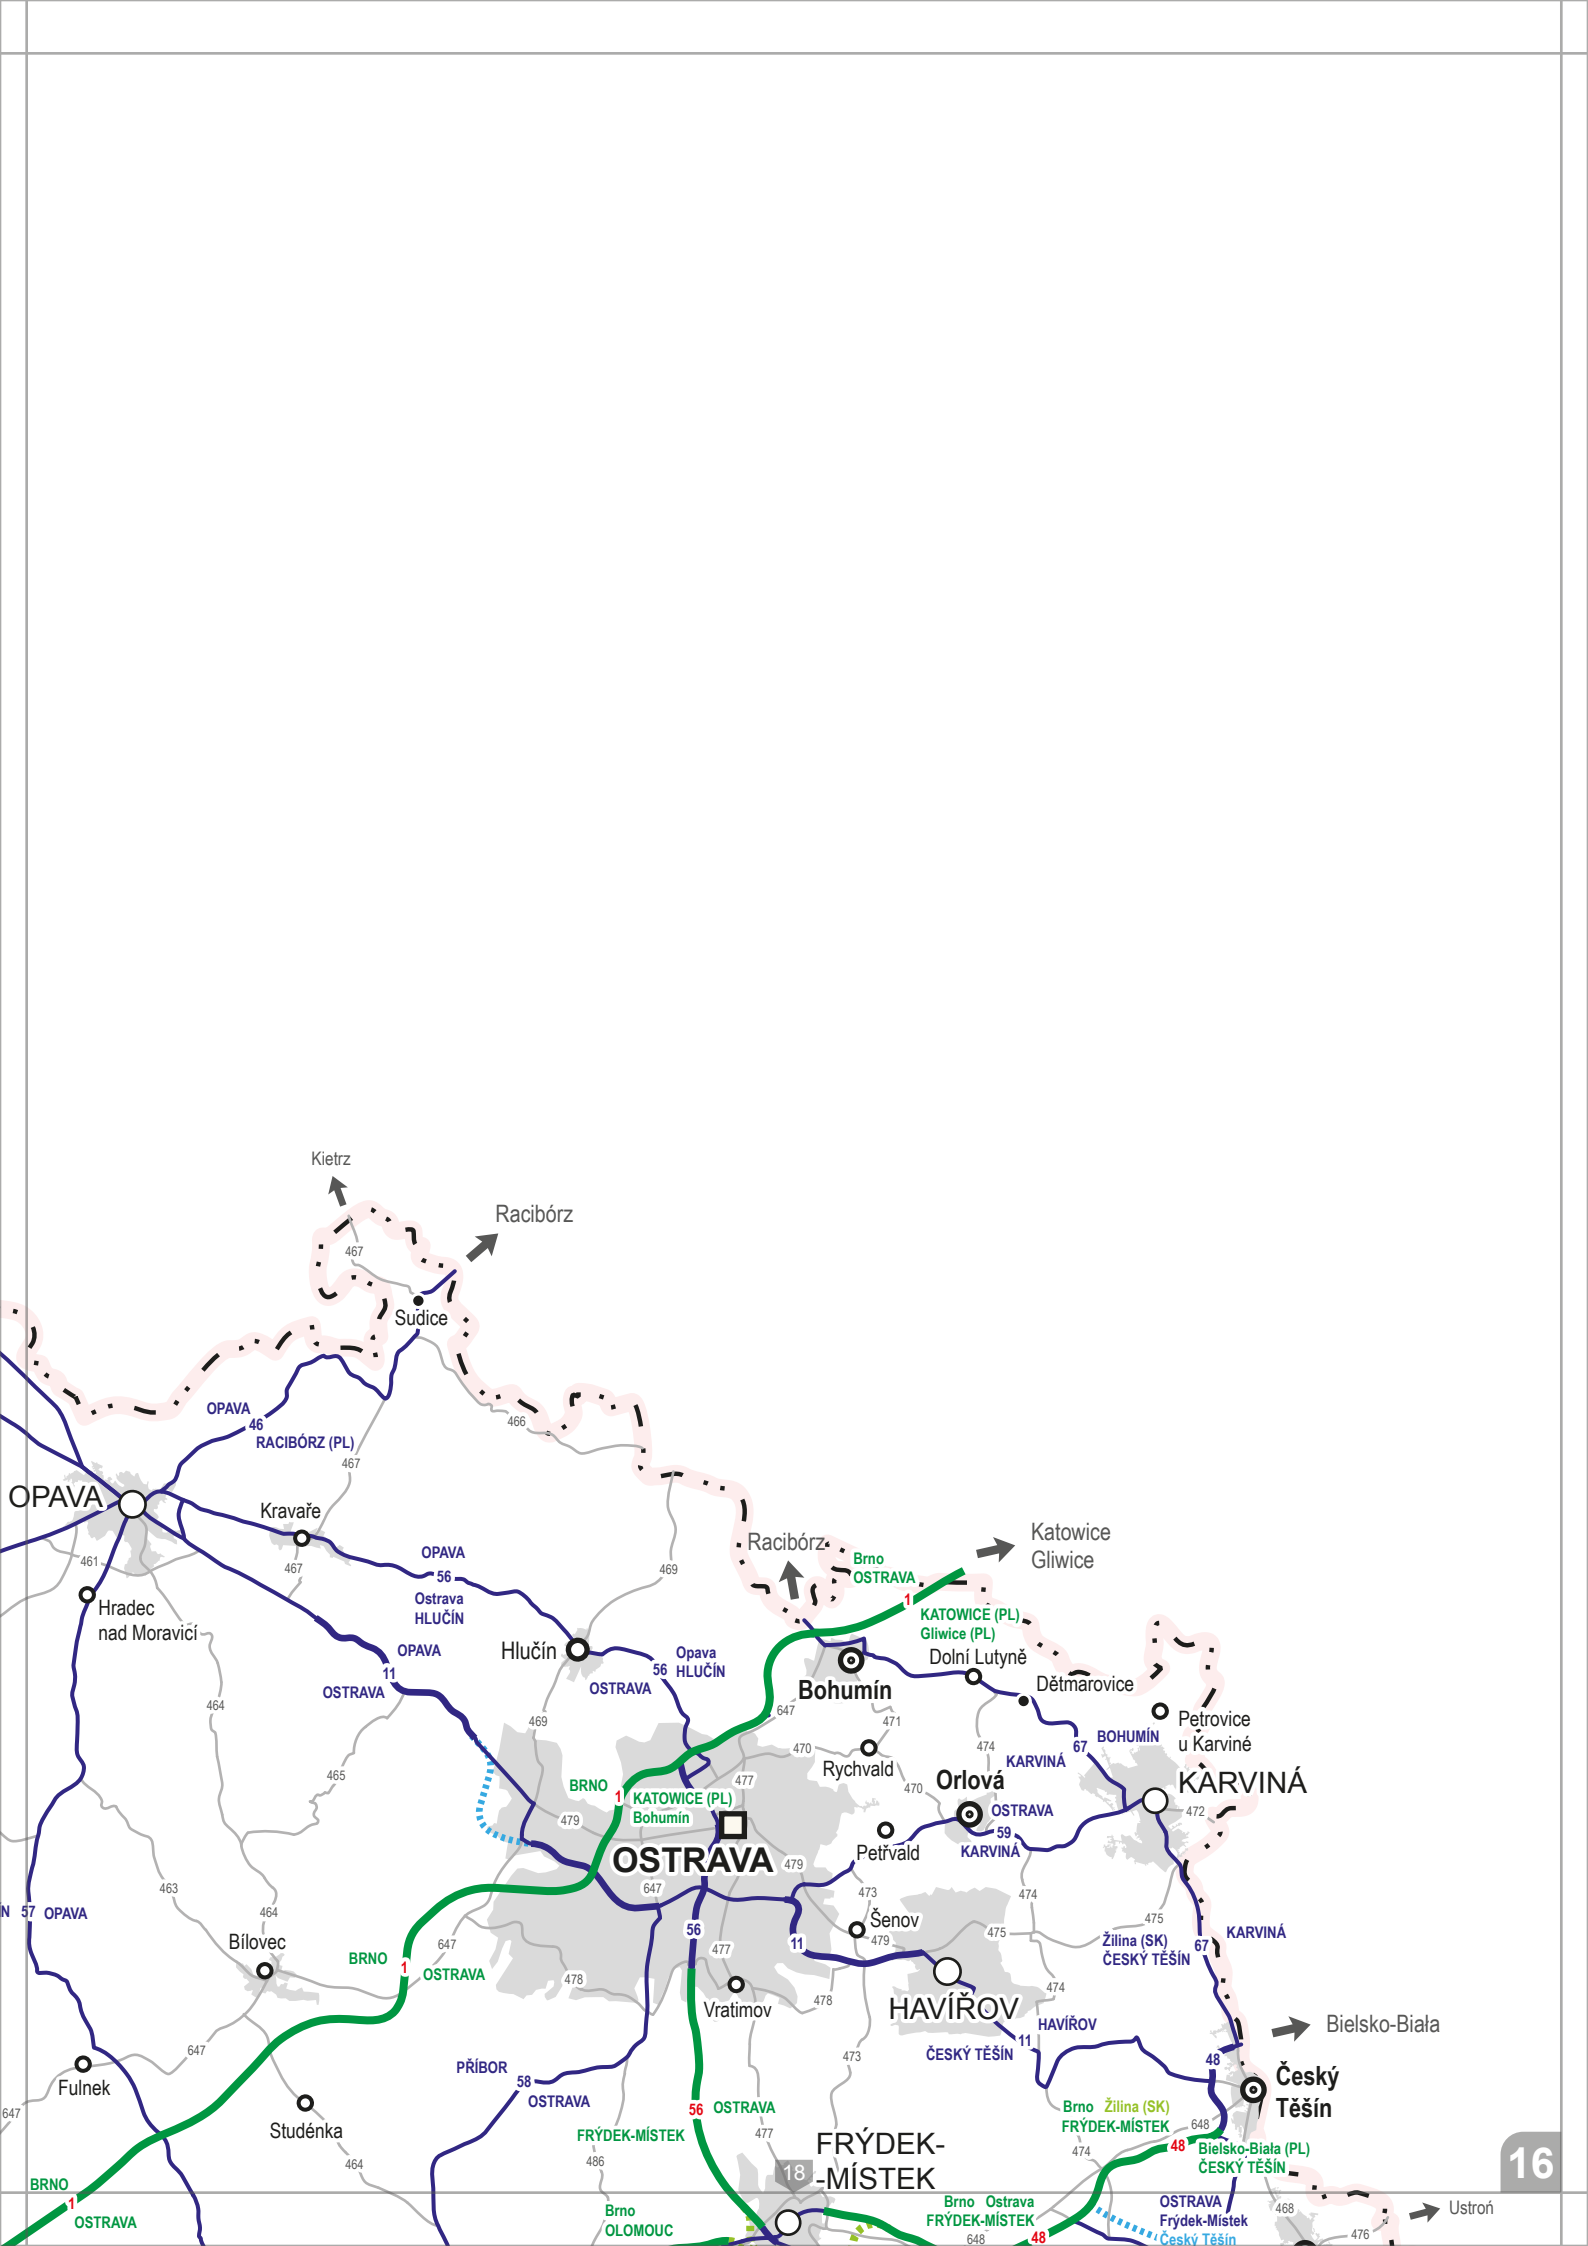 Kietrz
Racibórz
467
Sudice
OPAVA
46
RACIBÓRZ (PL)
466
467
OPAVA
Kravaře
Racibórz
Katowice
Gliwice
Brno
OSTRAVA
461
467
OPAVA
56
Ostrava
HLUČÍN
469
1
KATOWICE (PL)
Gliwice (PL)
Hradec
nad Moravicí
OPAVA
11
OSTRAVA
Hlučín
56
Opava
HLUČÍN
OSTRAVA
Dolní Lutyně
Dětmarovice
Bohumín
464
469
647
471
Petrovice
u Karviné
BOHUMÍN
67
KARVINÁ
474
470
Rychvald
465
BRNO
1
KATOWICE (PL)
Bohumín
477
470
Orlová
KARVINÁ
472
479
OSTRAVA
59
KARVINÁ
OSTRAVA
Petřvald
479
463
647
473
474
464
N
57
OPAVA
Šenov
475
475
Bílovec
647
56
11
479
Žilina (SK)
ČESKÝ TĚŠÍN
67
KARVINÁ
BRNO
1
OSTRAVA
477
478
474
Vratimov
478
HAVÍŘOV
HAVÍŘOV
11
ČESKÝ TĚŠÍN
Bielsko-Biała
647
473
48
Fulnek
PŘÍBOR
58
OSTRAVA
Český
Těšín
647
Studénka
56
OSTRAVA
FRÝDEK-MÍSTEK
Brno
Žilina (SK)
FRÝDEK-MÍSTEK
648
477
474
48
Bielsko-Biała (PL)
ČESKÝ TĚŠÍN
464
486
FRÝDEK-
-MÍSTEK
18
16
BRNO
1
OSTRAVA
Brno
OLOMOUC
Brno Ostrava
FRÝDEK-MÍSTEK
648
48
OSTRAVA
Frýdek-Místek
Český Těšín
468
476
Ustroń